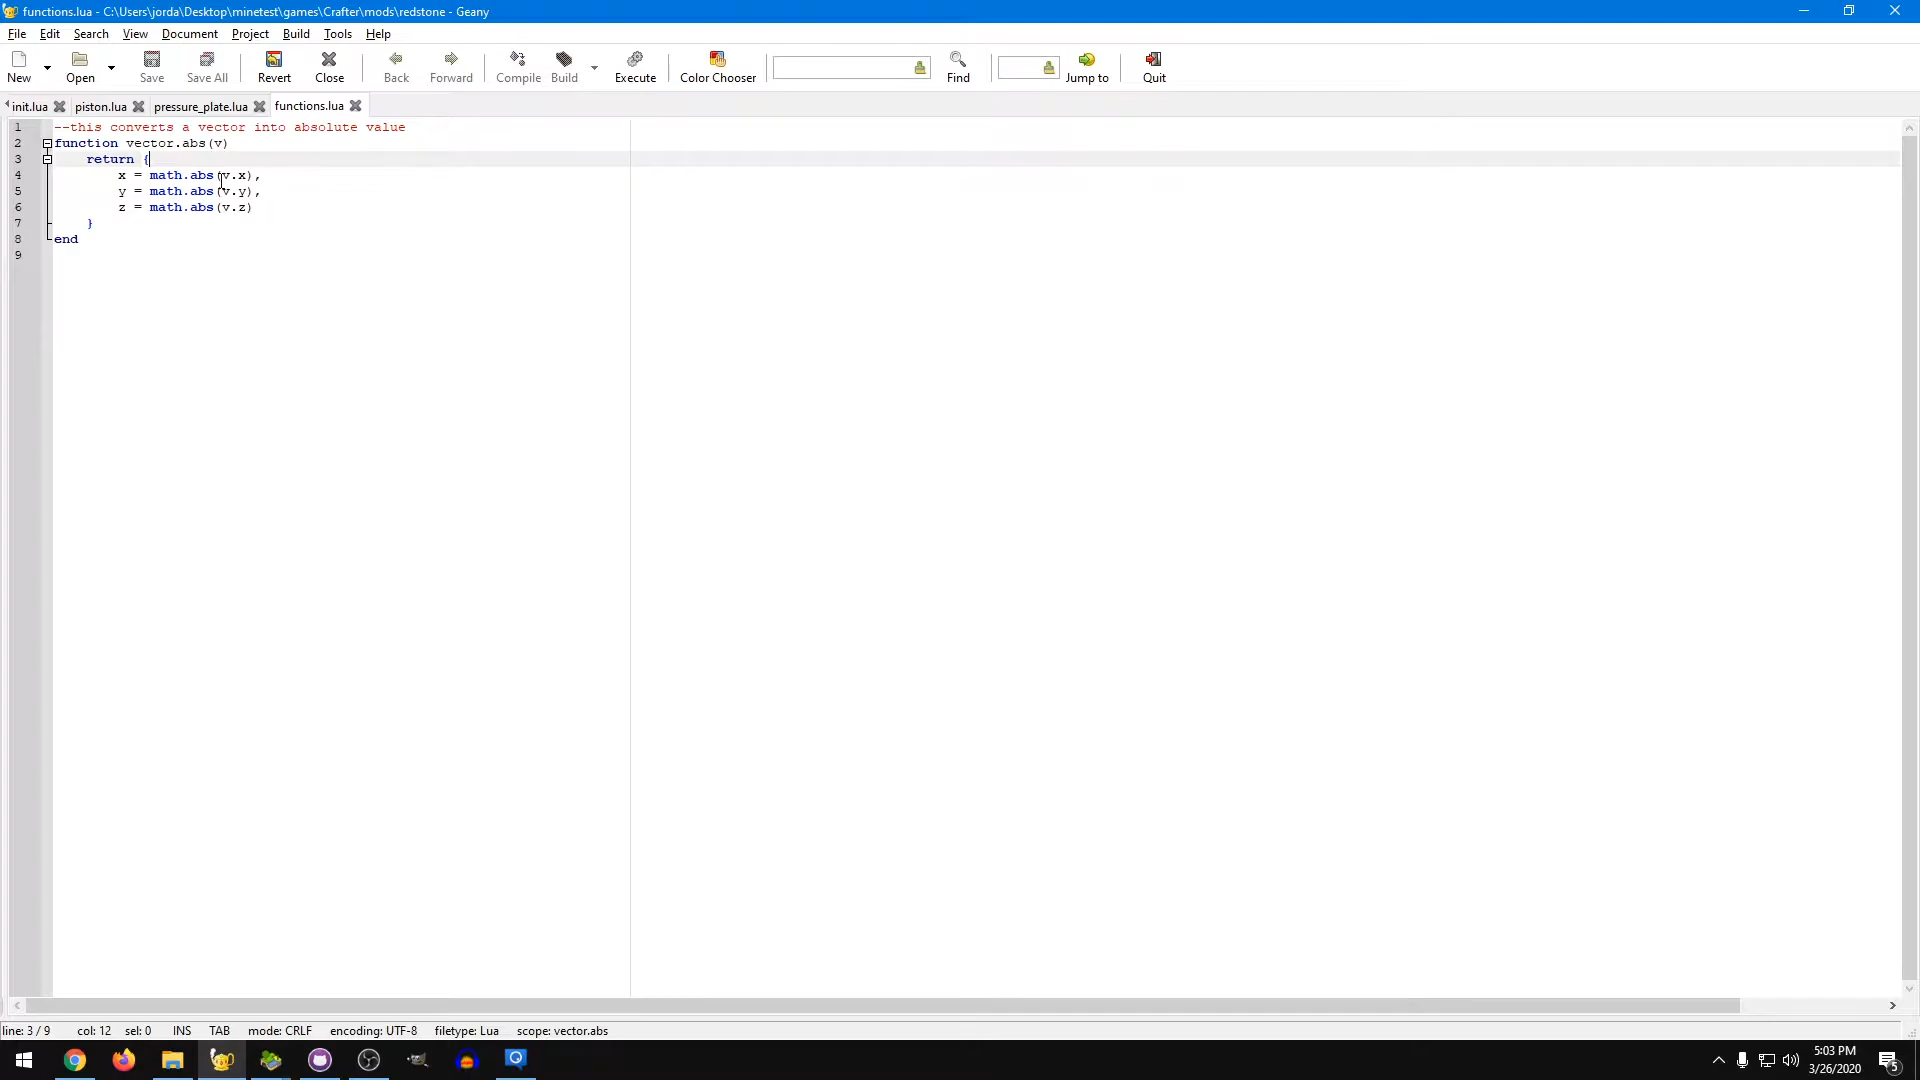 functions.lua - C:\Users\jorda\Desktop\minetest\games\Crafter\mods\redstone - Geany
File Edit Search View Document Project Build Tools Help
New Open Save Save All Revert Close Back Forward Compile Build Execute Color Chooser Find Jump to Quit
init.lua piston.lua pressure_plate.lua functions.lua
1 --this converts a vector into absolute value
2 function vector.abs(v)
3 return {
4 x = math.abs(v.x),
5 y = math.abs(v.y),
6 z = math.abs(v.z)
7 }
8 end
9
line: 3 / 9 col: 12 sel: 0 INS TAB mode: CRLF encoding: UTF-8 filetype: Lua scope: vector.abs
5:03 PM
3/26/2020
5